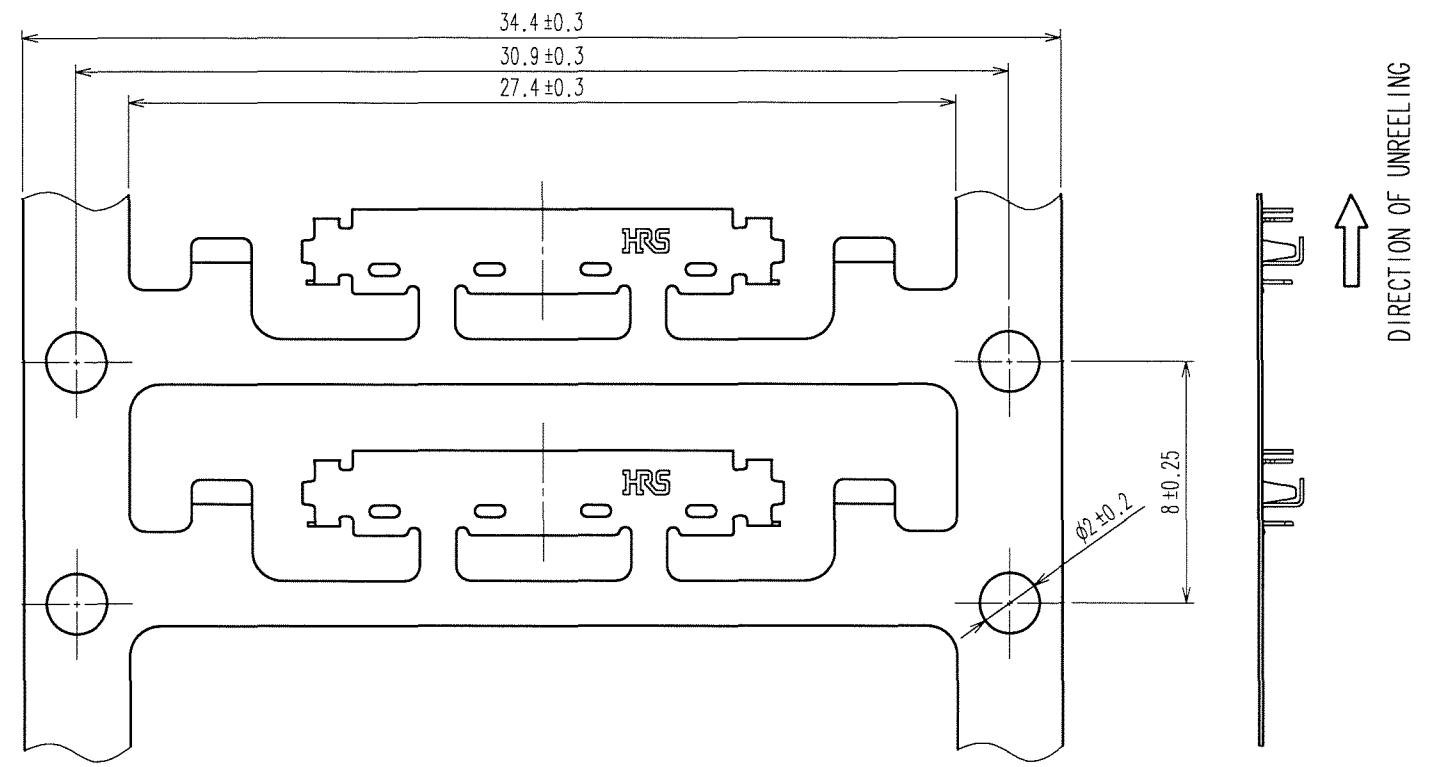 34.4±0.3
30.9±0.3
27.4±0.3
DIRECTION OF UNREELING
HRS
HRS
8±0.25
φ2±0.2